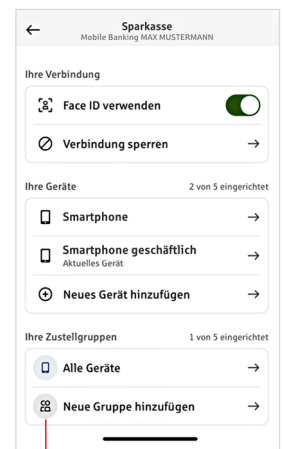 Sparkasse
Mobile Banking MAX MUSTERMANN
Ihre Verbindung
Face ID verwenden
Verbindung sperren
Ihre Geräte 2 von 5 eingerichtet
Smartphone
Smartphone geschäftlich
Aktuelles Gerät
Neues Gerät hinzufügen
Ihre Zustellgruppen 1 von 5 eingerichtet
Alle Geräte
Neue Gruppe hinzufügen